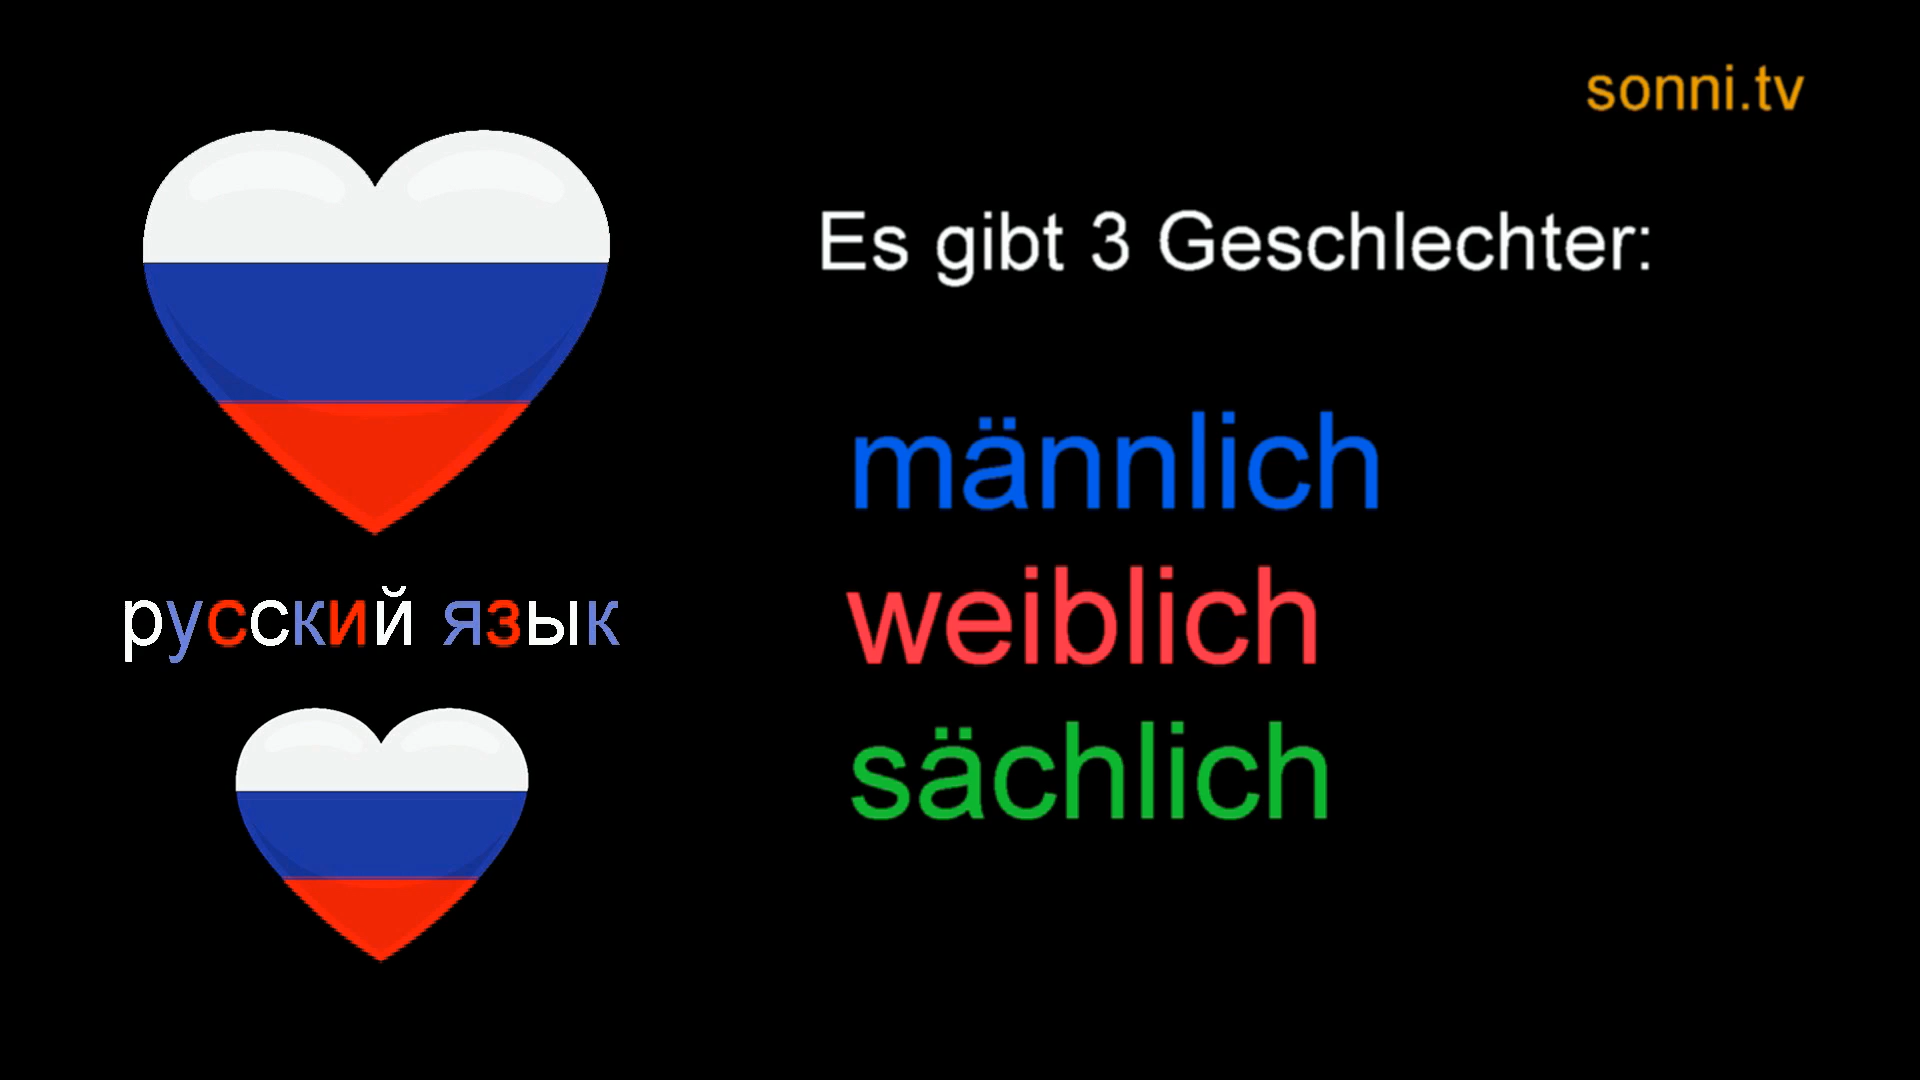 sonni.tv
Es gibt 3 Geschlechter:
männlich
weiblich
sächlich
русский язык